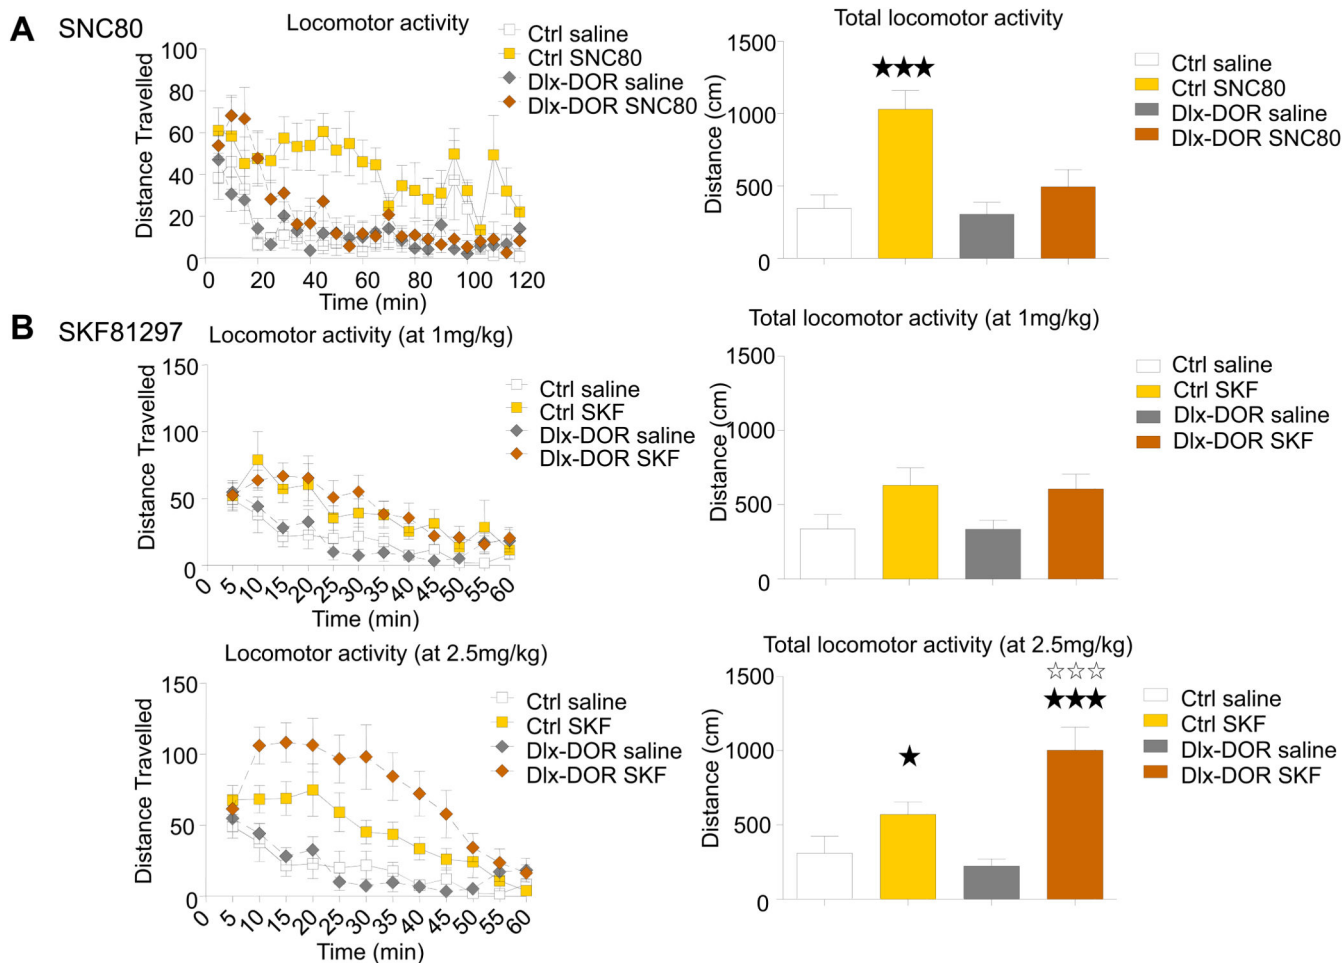 A SNC80
Locomotor activity
Distance Travelled
100
80
60
40
20
0
0 20 40 60 80 100 120
Time (min)
Ctrl saline
Ctrl SNC80
Dlx-DOR saline
Dlx-DOR SNC80
Total locomotor activity
Distance (cm)
1500
1000
500
0
★★★
Ctrl saline
Ctrl SNC80
Dlx-DOR saline
Dlx-DOR SNC80
B SKF81297
Locomotor activity (at 1mg/kg)
Distance Travelled
150
100
50
0
0 5 10 15 20 25 30 35 40 45 50 55 60
Time (min)
Ctrl saline
Ctrl SKF
Dlx-DOR saline
Dlx-DOR SKF
Total locomotor activity (at 1mg/kg)
Distance (cm)
1500
1000
500
0
Ctrl saline
Ctrl SKF
Dlx-DOR saline
Dlx-DOR SKF
Locomotor activity (at 2.5mg/kg)
Distance Travelled
150
100
50
0
0 5 10 15 20 25 30 35 40 45 50 55 60
Time (min)
Ctrl saline
Ctrl SKF
Dlx-DOR saline
Dlx-DOR SKF
Total locomotor activity (at 2.5mg/kg)
Distance (cm)
1500
1000
500
0
★
☆☆☆
★★★
Ctrl saline
Ctrl SKF
Dlx-DOR saline
Dlx-DOR SKF